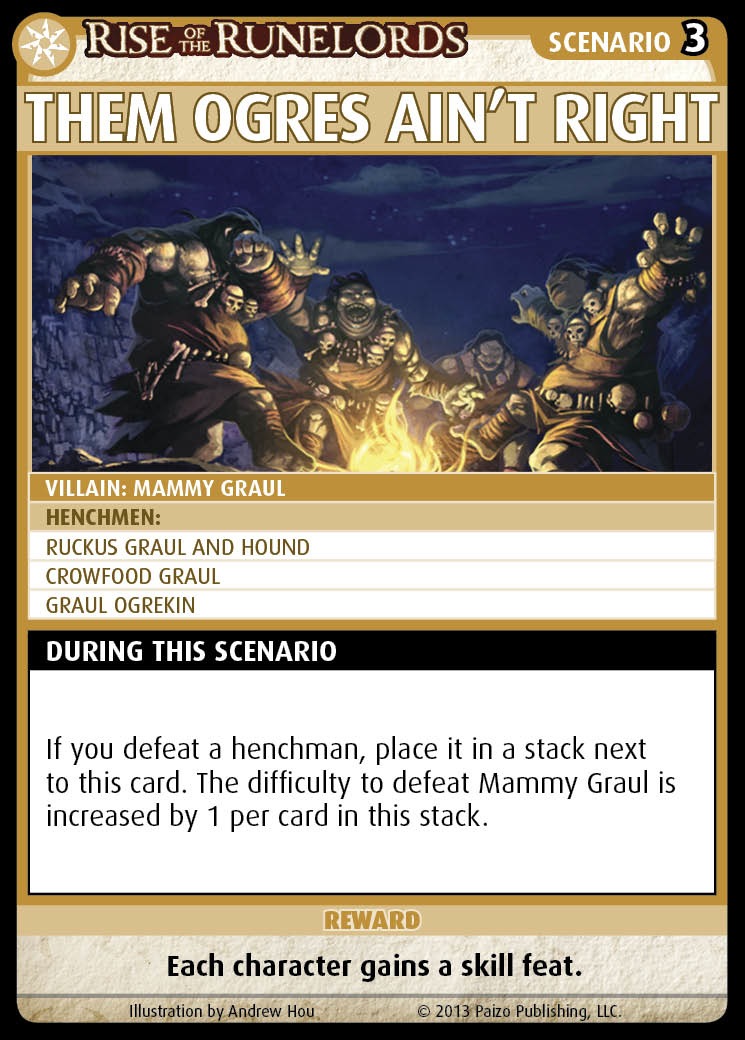 RISE OF THE RUNELORDS
SCENARIO 3
THEM OGRES AIN'T RIGHT
VILLAIN: MAMMY GRAUL
HENCHMEN:
RUCKUS GRAUL AND HOUND
CROWFOOD GRAUL
GRAUL OGREKIN
DURING THIS SCENARIO
If you defeat a henchman, place it in a stack next
to this card. The difficulty to defeat Mammy Graul is
increased by 1 per card in this stack.
REWARD
Each character gains a skill feat.
Illustration by Andrew Hou
© 2013 Paizo Publishing, LLC.